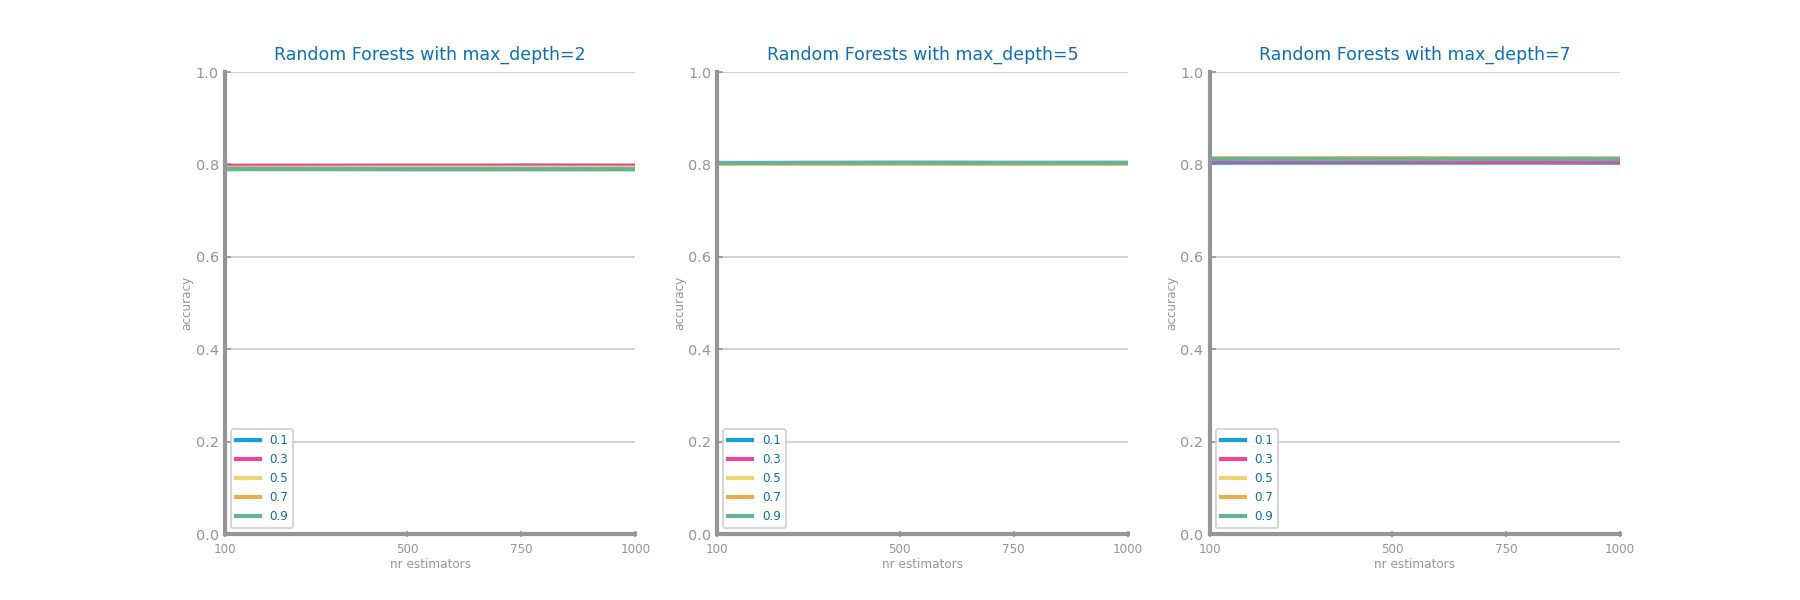 Random Forests with max_depth=2
1.0
0.8
0.6
0.4
0.2
0.0
accuracy
0.1
0.3
0.5
0.7
0.9
100 500 750 1000
nr estimators
Random Forests with max_depth=5
1.0
0.8
0.6
0.4
0.2
0.0
accuracy
0.1
0.3
0.5
0.7
0.9
100 500 750 1000
nr estimators
Random Forests with max_depth=7
1.0
0.8
0.6
0.4
0.2
0.0
accuracy
0.1
0.3
0.5
0.7
0.9
100 500 750 1000
nr estimators